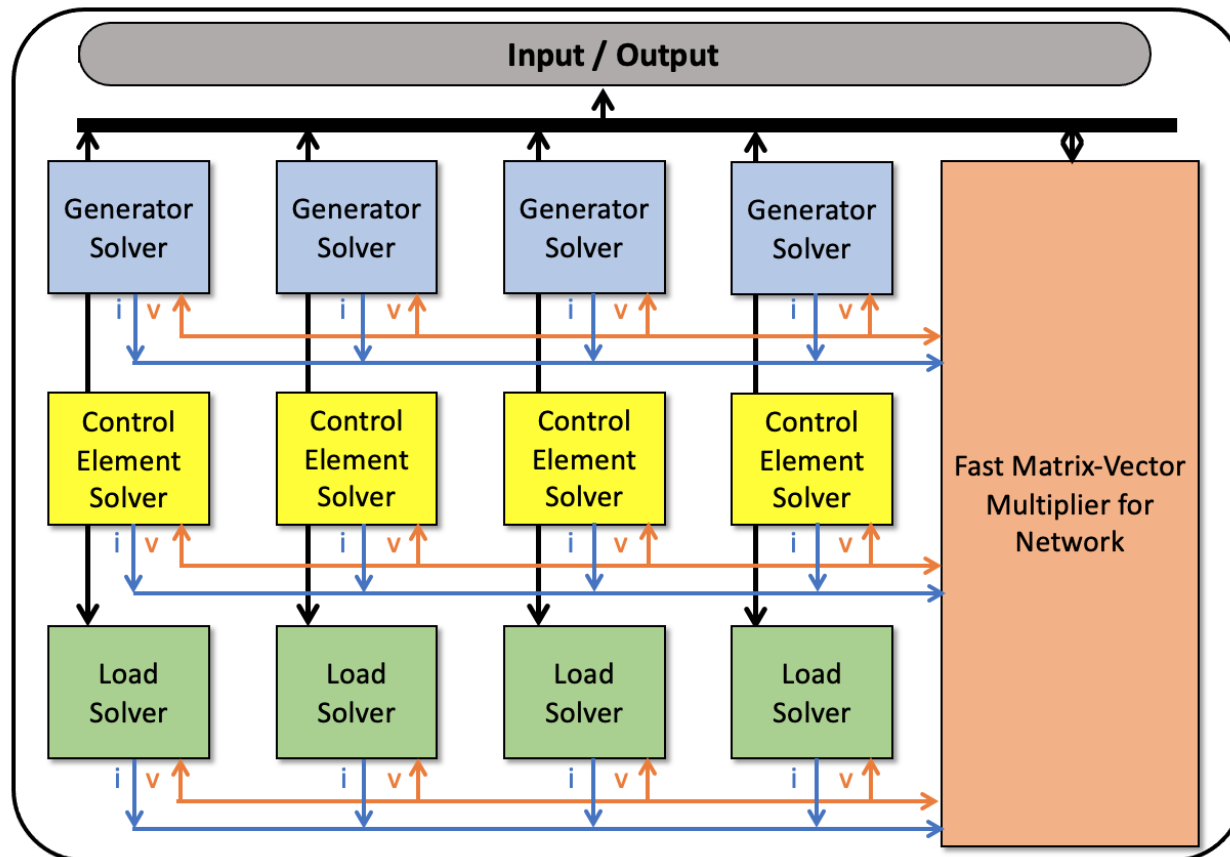 Input / Output
Generator
Solver
Generator
Solver
Generator
Solver
Generator
Solver
i v
i v
i v
i v
Control
Element
Solver
Control
Element
Solver
Control
Element
Solver
Control
Element
Solver
i v
i v
i v
i v
Load
Solver
Load
Solver
Load
Solver
Load
Solver
i v
i v
i v
i v
Fast Matrix-Vector
Multiplier for
Network